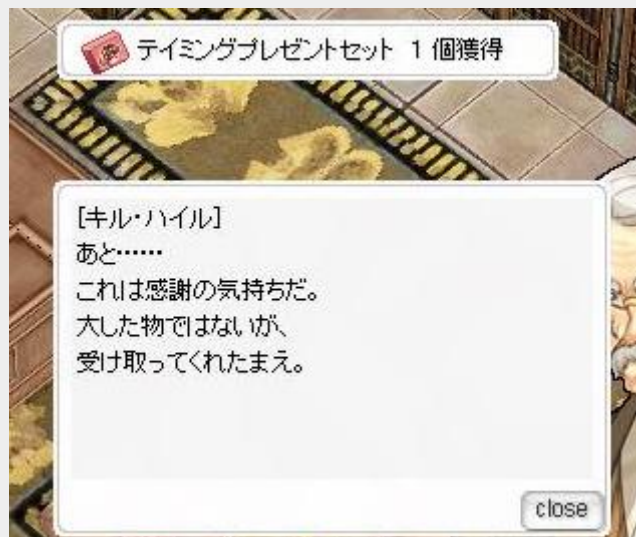 テイミングプレゼントセット 1 個獲得
[キル・ハイル]
あと……
これは感謝の気持ちだ。
大した物ではないが、
受け取ってくれたまえ。
close